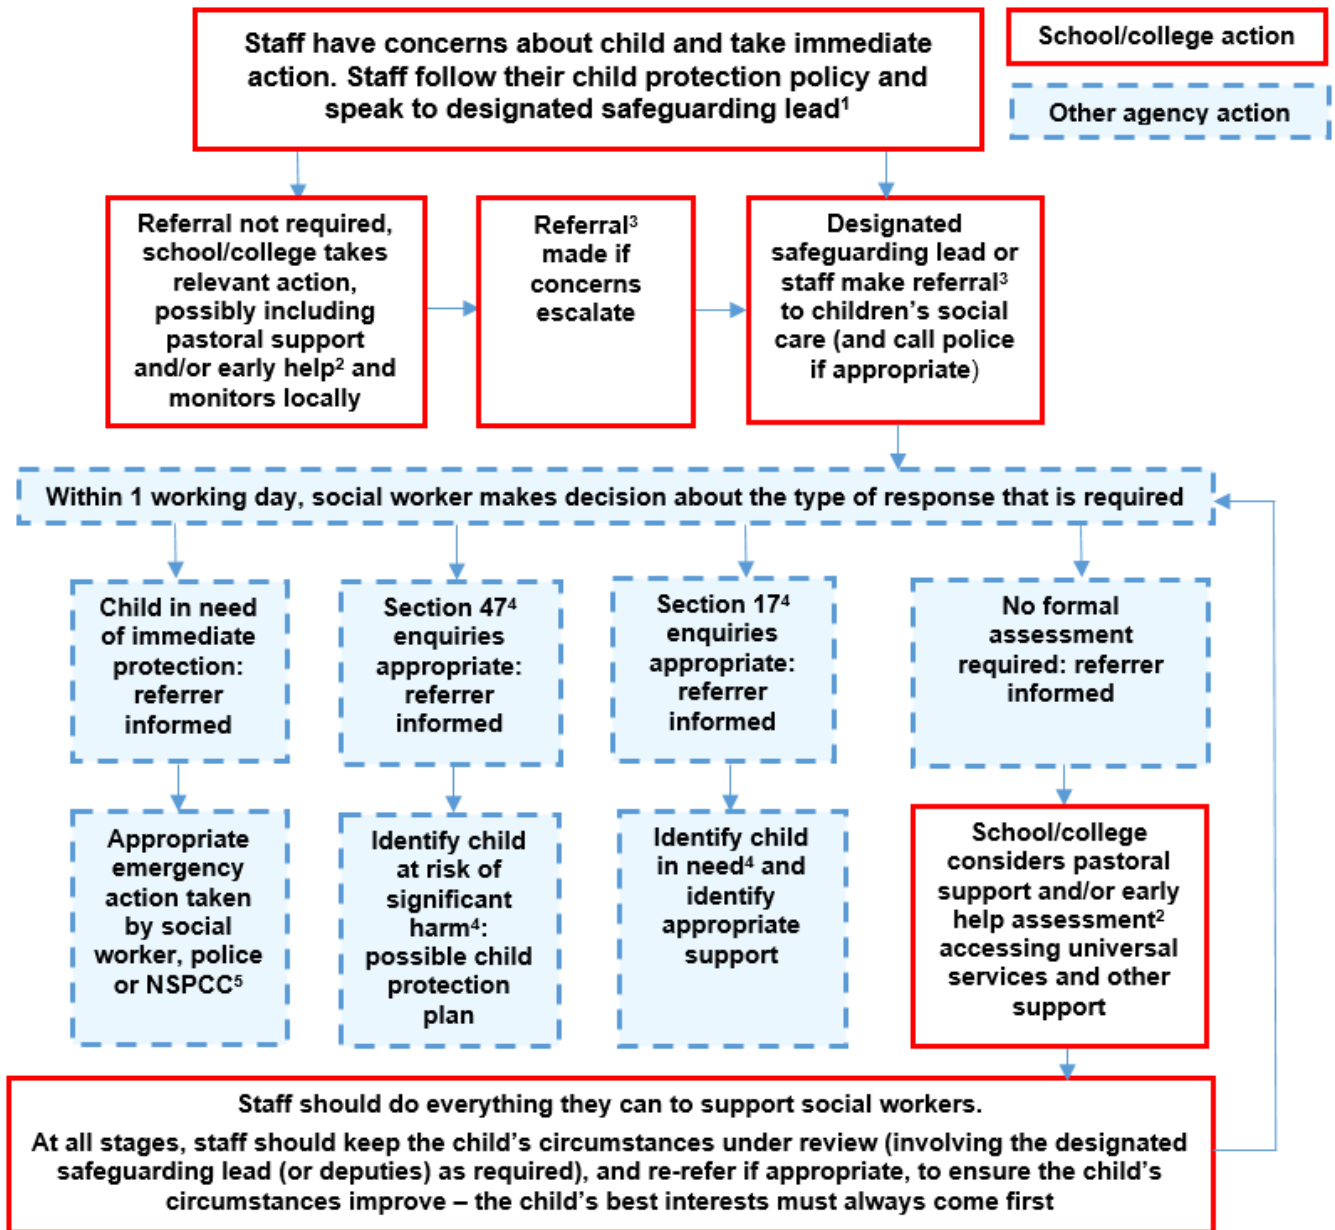 Staff have concerns about child and take immediate
action. Staff follow their child protection policy and
speak to designated safeguarding lead¹
School/college action
Other agency action
Referral not required,
school/college takes
relevant action,
possibly including
pastoral support
and/or early help² and
monitors locally
Referral³
made if
concerns
escalate
Designated
safeguarding lead or
staff make referral³
to children’s social
care (and call police
if appropriate)
Within 1 working day, social worker makes decision about the type of response that is required
Child in need
of immediate
protection:
referrer
informed
Section 47⁴
enquiries
appropriate:
referrer
informed
Section 17⁴
enquiries
appropriate:
referrer
informed
No formal
assessment
required: referrer
informed
Appropriate
emergency
action taken
by social
worker, police
or NSPCC⁵
Identify child
at risk of
significant
harm⁴:
possible child
protection
plan
Identify child
in need⁴ and
identify
appropriate
support
School/college
considers pastoral
support and/or early
help assessment²
accessing universal
services and other
support
Staff should do everything they can to support social workers.
At all stages, staff should keep the child’s circumstances under review (involving the designated
safeguarding lead (or deputies) as required), and re-refer if appropriate, to ensure the child’s
circumstances improve – the child’s best interests must always come first